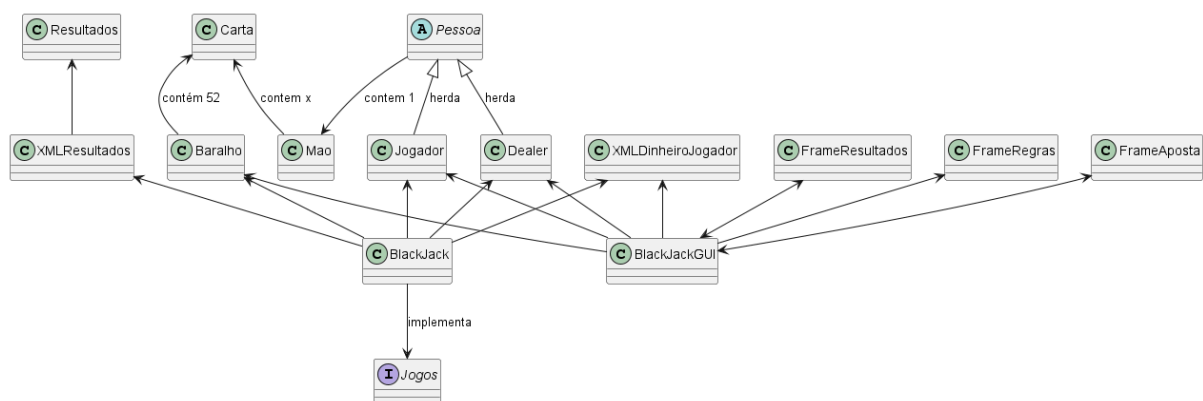 C Resultados
C Carta
A Pessoa
contém 52
contem x
contem 1
herda
herda
C XMLResultados
C Baralho
C Mao
C Jogador
C Dealer
C XMLDinheiroJogador
C FrameResultados
C FrameRegras
C FrameAposta
C BlackJack
C BlackJackGUI
implementa
I Jogos